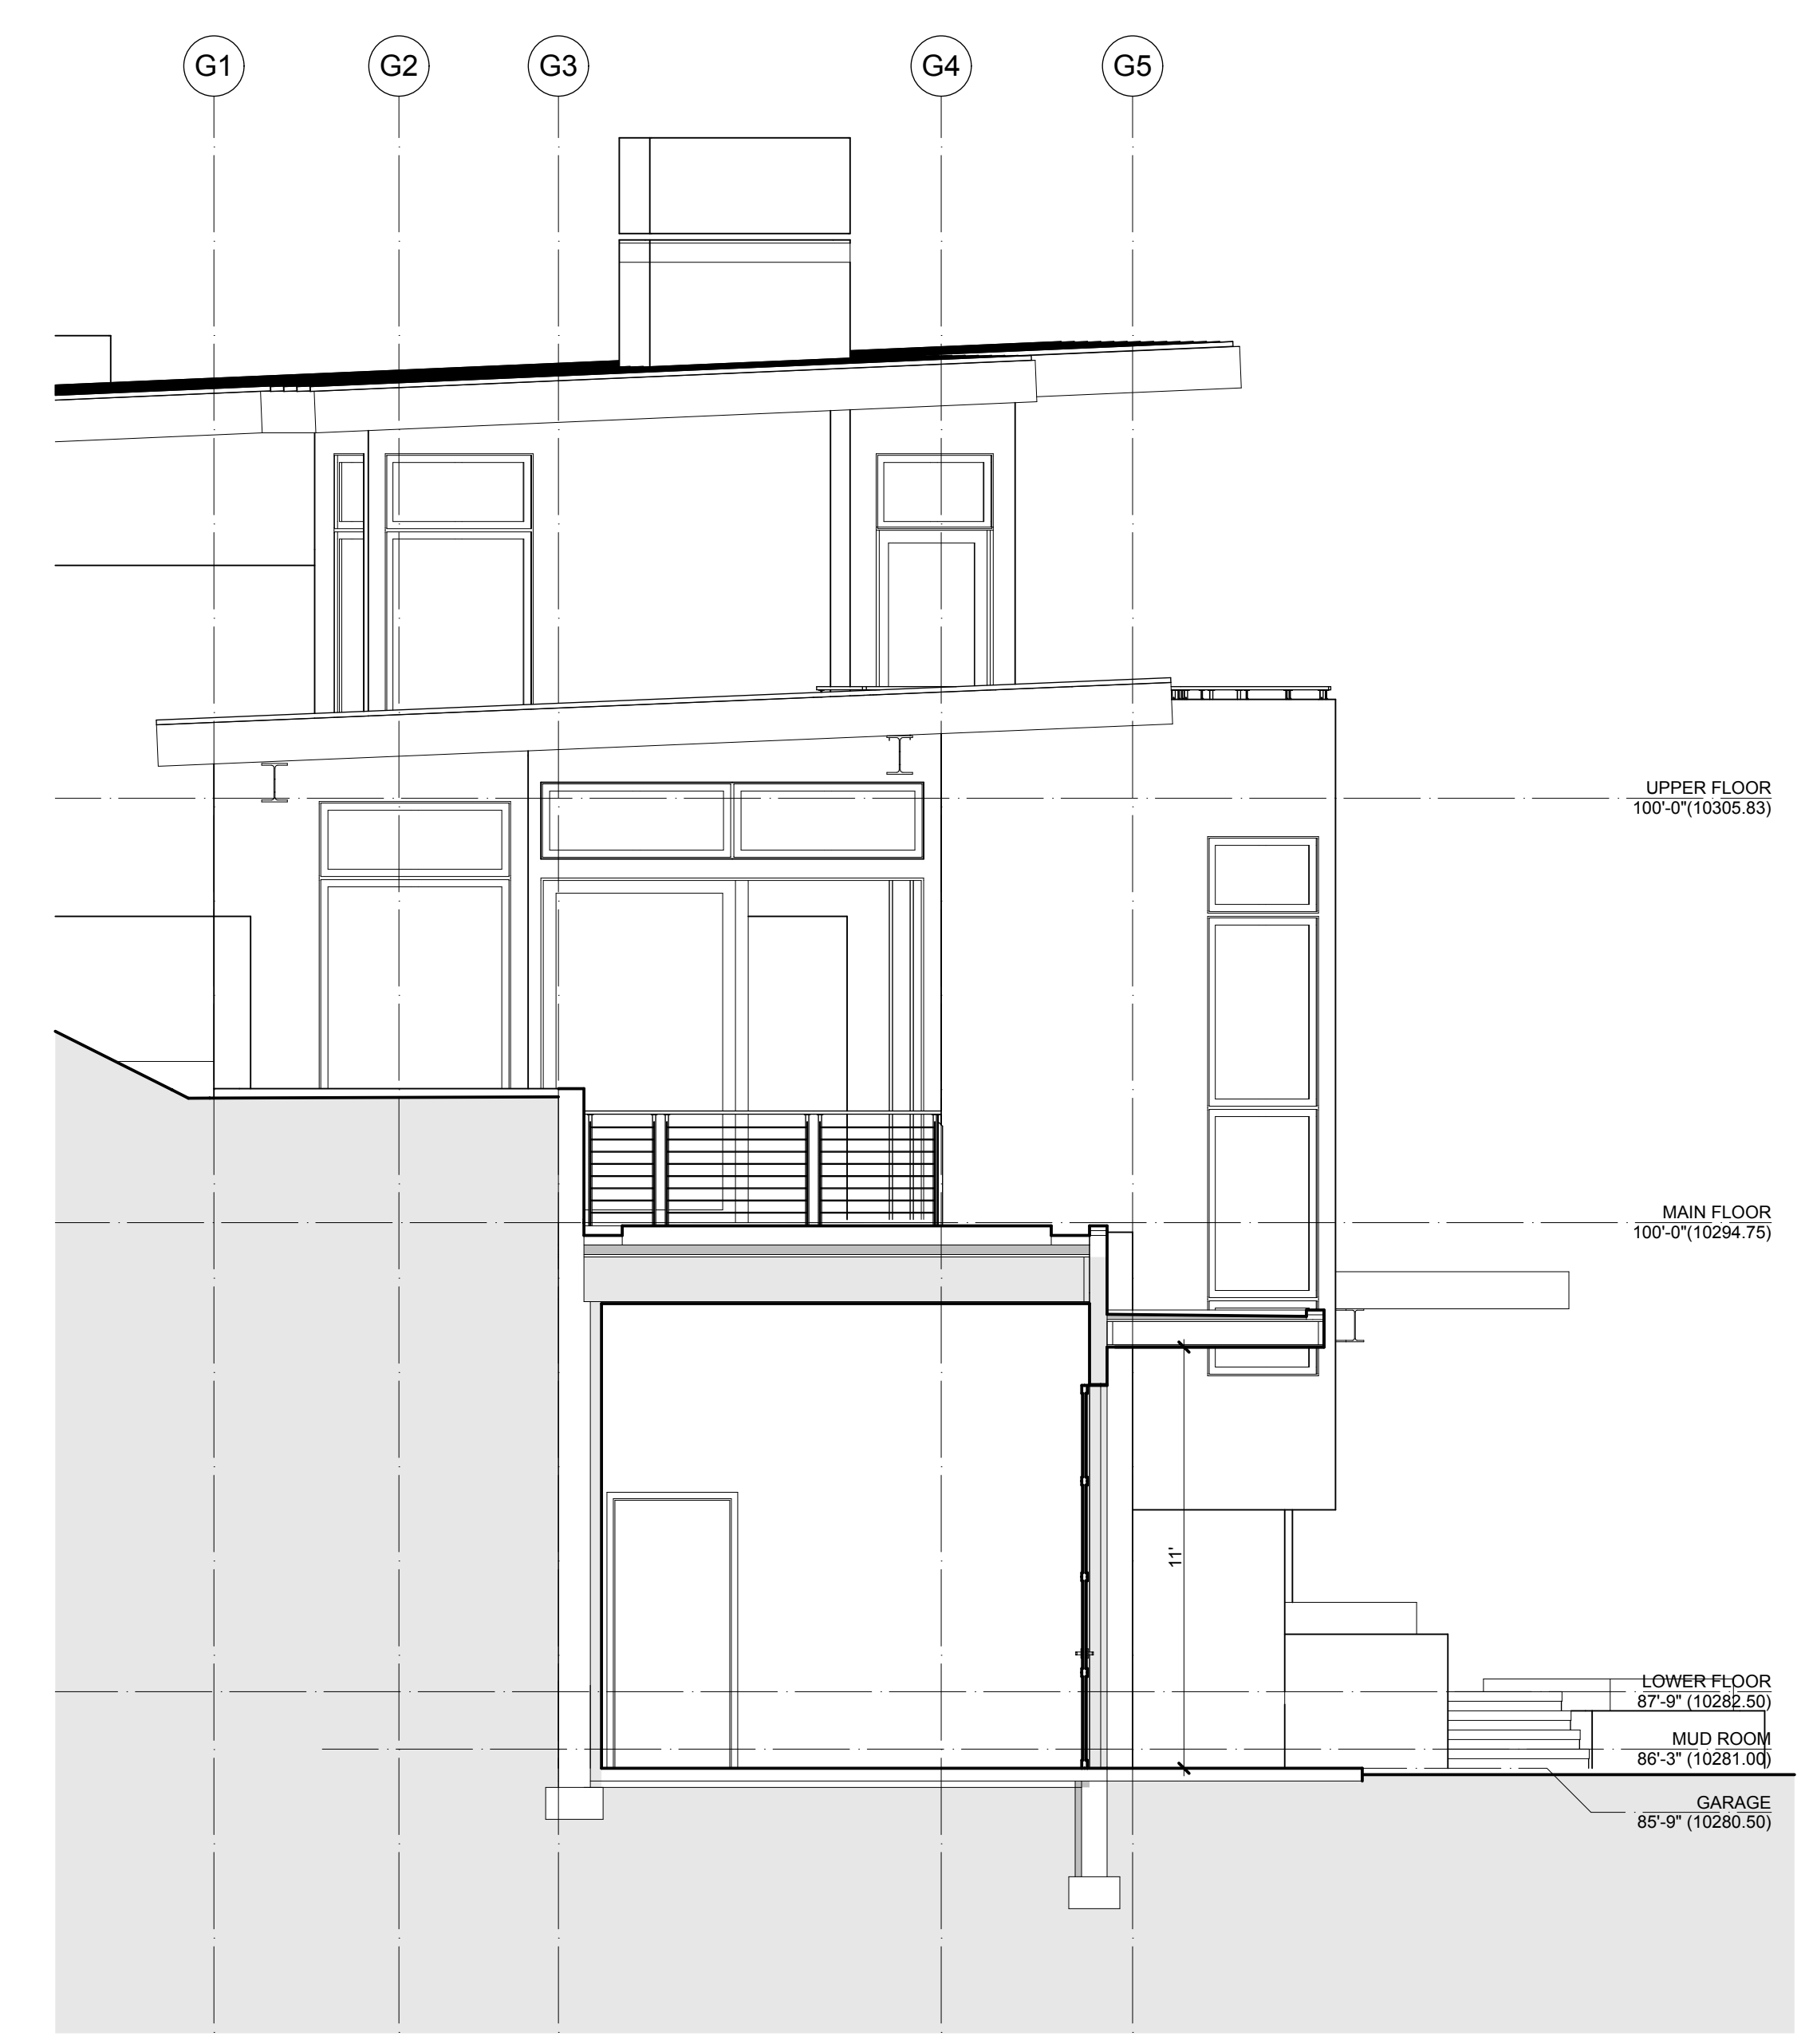 G1
G2
G3
G4
G5
UPPER FLOOR
100'-0"(10305.83)
MAIN FLOOR
100'-0"(10294.75)
11'
LOWER FLOOR
87'-9" (10282.50)
MUD ROOM
86'-3" (10281.00)
GARAGE
85'-9" (10280.50)